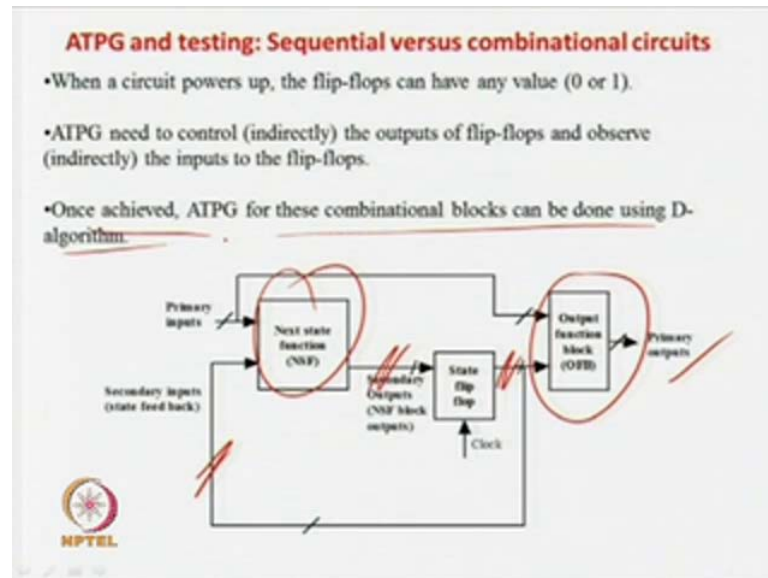 ATPG and testing: Sequential versus combinational circuits
•When a circuit powers up, the flip-flops can have any value (0 or 1).
•ATPG need to control (indirectly) the outputs of flip-flops and observe
(indirectly) the inputs to the flip-flops.
•Once achieved, ATPG for these combinational blocks can be done using D-
algorithm.
Primary
inputs
Next state
function
(NSF)
Secondary inputs
(state feed back)
Secondary
Outputs
(NSF block
outputs)
State
flip
flop
Clock
Output
function
block
(OFB)
Primary
outputs
NPTEL